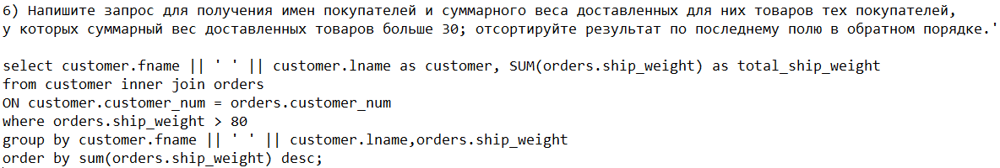 6) Напишите запрос для получения имен покупателей и суммарного веса доставленных для них товаров тех покупателей,
у которых суммарный вес доставленных товаров больше 30; отсортируйте результат по последнему полю в обратном порядке.'
select customer.fname || ' ' || customer.lname as customer, SUM(orders.ship_weight) as total_ship_weight
from customer inner join orders
ON customer.customer_num = orders.customer_num
where orders.ship_weight > 80
group by customer.fname || ' ' || customer.lname,orders.ship_weight
order by sum(orders.ship_weight) desc;